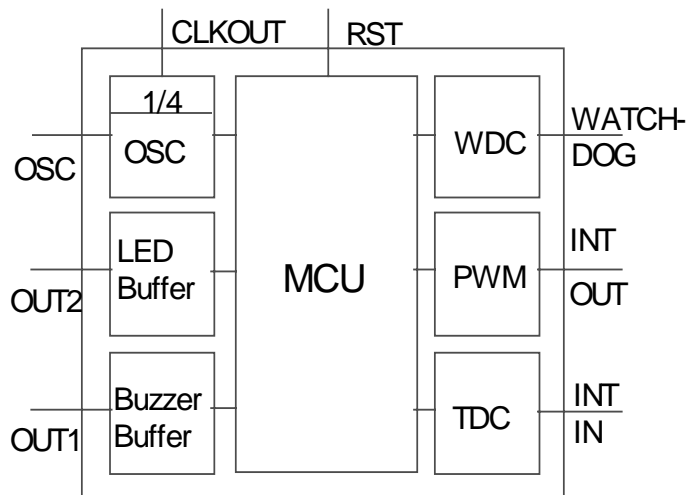 CLKOUT
RST
1/4
OSC
OSC
WDC
WATCH-
DOG
LED
Buffer
OUT2
MCU
PWM
INT
OUT
Buzzer
Buffer
OUT1
TDC
INT
IN